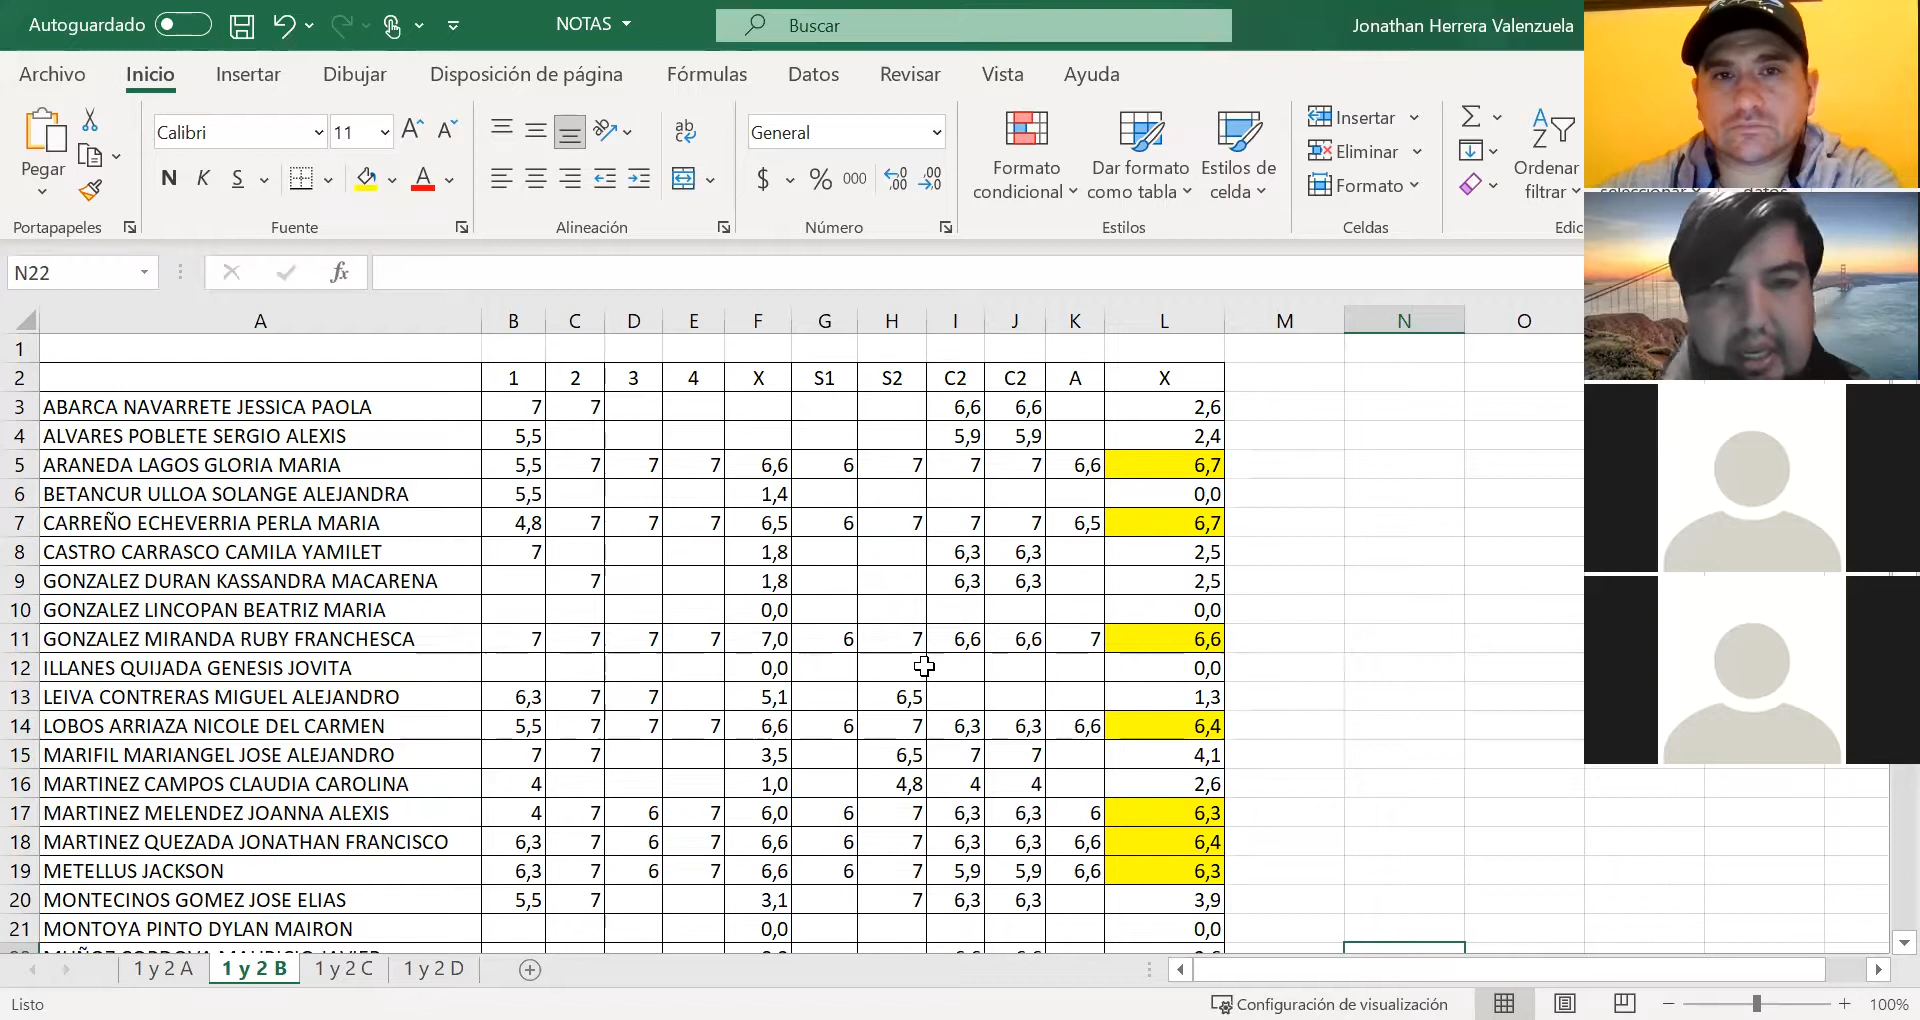 Autoguardado NOTAS Buscar Jonathan Herrera Valenzuela
Archivo Inicio Insertar Dibujar Disposición de página Fórmulas Datos Revisar Vista Ayuda
Calibri 11 General Insertar
Pegar Formato condicional Dar formato como tabla Estilos de celda Eliminar Ordenar filtrar
N K S $ % 000 Formato
Portapapeles Fuente Alineación Número Estilos Celdas Edic
N22 fx
A B C D E F G H I J K L M N O
1
2 1 2 3 4 X S1 S2 C2 C2 A X
3 ABARCA NAVARRETE JESSICA PAOLA 7 7 6,6 6,6 2,6
4 ALVARES POBLETE SERGIO ALEXIS 5,5 5,9 5,9 2,4
5 ARANEDA LAGOS GLORIA MARIA 5,5 7 7 7 6,6 6 7 7 7 6,6 6,7
6 BETANCUR ULLOA SOLANGE ALEJANDRA 5,5 1,4 0,0
7 CARREÑO ECHEVERRIA PERLA MARIA 4,8 7 7 7 6,5 6 7 7 7 6,5 6,7
8 CASTRO CARRASCO CAMILA YAMILET 7 1,8 6,3 6,3 2,5
9 GONZALEZ DURAN KASSANDRA MACARENA 7 1,8 6,3 6,3 2,5
10 GONZALEZ LINCOPAN BEATRIZ MARIA 0,0 0,0
11 GONZALEZ MIRANDA RUBY FRANCHESCA 7 7 7 7 7,0 6 7 6,6 6,6 7 6,6
12 ILLANES QUIJADA GENESIS JOVITA 0,0 0,0
13 LEIVA CONTRERAS MIGUEL ALEJANDRO 6,3 7 7 5,1 6,5 1,3
14 LOBOS ARRIAZA NICOLE DEL CARMEN 5,5 7 7 7 6,6 6 7 6,3 6,3 6,6 6,4
15 MARIFIL MARIANGEL JOSE ALEJANDRO 7 7 3,5 6,5 7 7 4,1
16 MARTINEZ CAMPOS CLAUDIA CAROLINA 4 1,0 4,8 4 4 2,6
17 MARTINEZ MELENDEZ JOANNA ALEXIS 4 7 6 7 6,0 6 7 6,3 6,3 6 6,3
18 MARTINEZ QUEZADA JONATHAN FRANCISCO 6,3 7 6 7 6,6 6 7 6,3 6,3 6,6 6,4
19 METELLUS JACKSON 6,3 7 6 7 6,6 6 7 5,9 5,9 6,6 6,3
20 MONTECINOS GOMEZ JOSE ELIAS 5,5 7 3,1 7 6,3 6,3 3,9
21 MONTOYA PINTO DYLAN MAIRON 0,0 0,0
1 y 2 A 1 y 2 B 1 y 2 C 1 y 2 D
Listo Configuración de visualización 100%